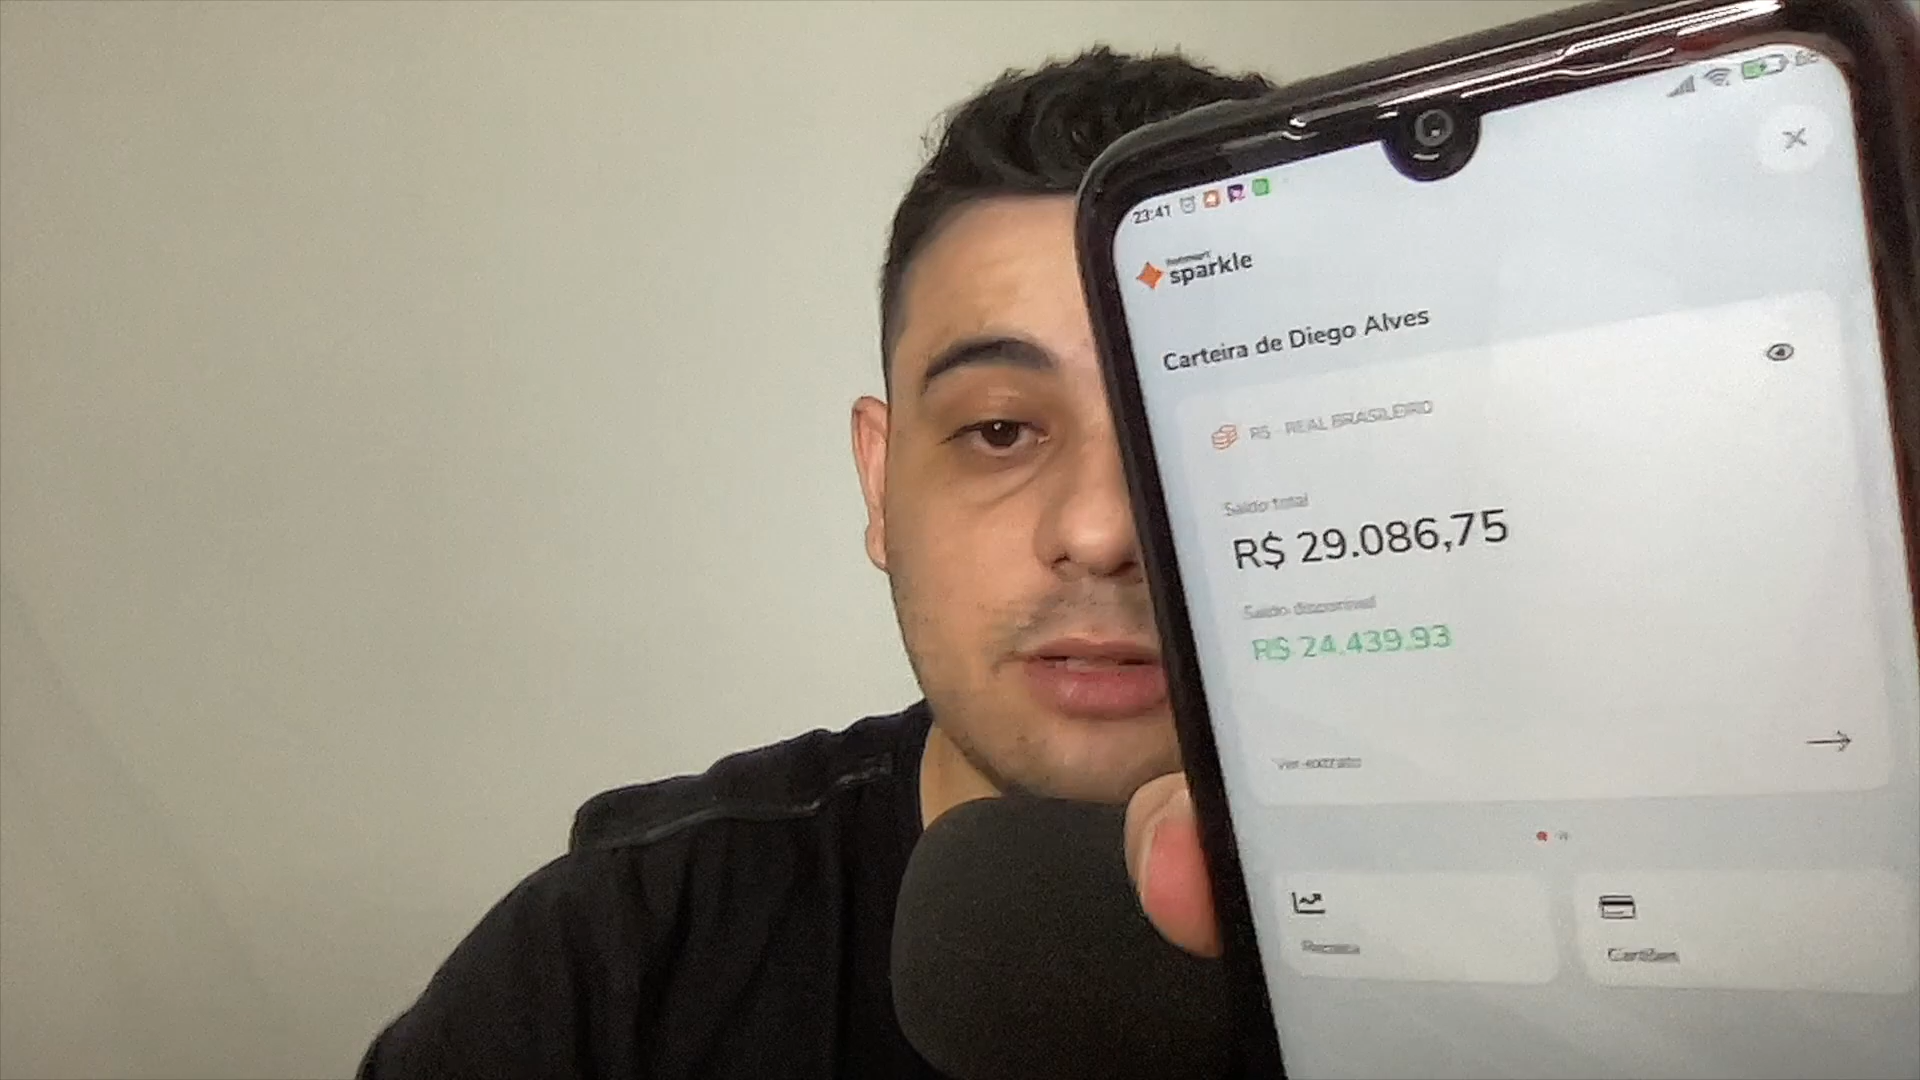 23:41
sparkle
Carteira de Diego Alves
R$ - REAL BRASILEIRO
Saldo total
R$ 29.086,75
Saldo disponível
R$ 24.439,93
Ver extrato
Cartões